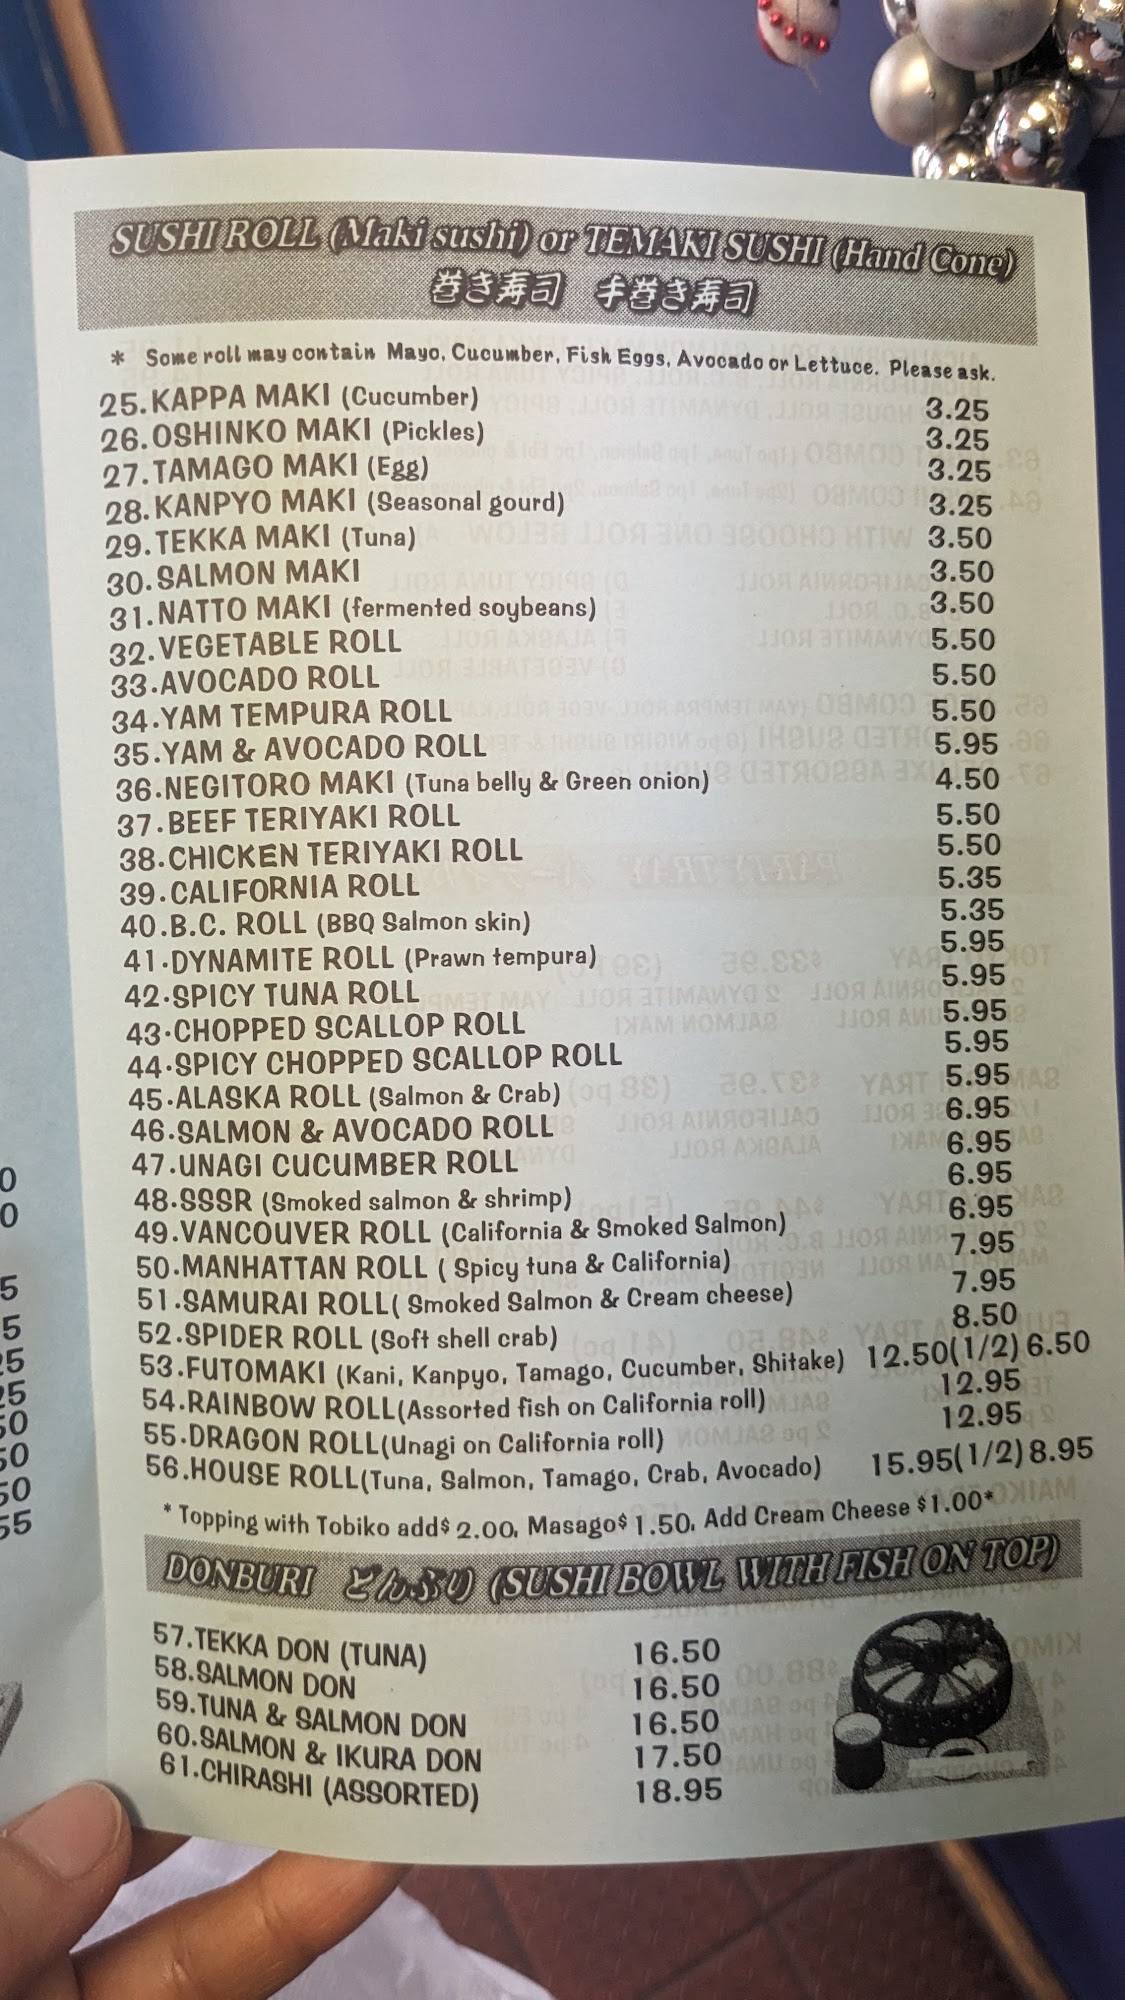 SUSHI ROLL (Maki sushi) or TEMAKI SUSHI (Hand Cone)
巻き寿司 手巻き寿司
* Some roll may contain Mayo, Cucumber, Fish Eggs, Avocado or Lettuce. Please ask.
25.KAPPA MAKI (Cucumber) 3.25
26.OSHINKO MAKI (Pickles) 3.25
27.TAMAGO MAKI (Egg) 3.25
28.KANPYO MAKI (Seasonal gourd) 3.25
29.TEKKA MAKI (Tuna) 3.50
30.SALMON MAKI 3.50
31.NATTO MAKI (fermented soybeans) 3.50
32.VEGETABLE ROLL 5.50
33.AVOCADO ROLL 5.50
34.YAM TEMPURA ROLL 5.50
35.YAM & AVOCADO ROLL 5.95
36.NEGITORO MAKI (Tuna belly & Green onion) 4.50
37.BEEF TERIYAKI ROLL 5.50
38.CHICKEN TERIYAKI ROLL 5.50
39.CALIFORNIA ROLL 5.35
40.B.C. ROLL (BBQ Salmon skin) 5.35
41.DYNAMITE ROLL (Prawn tempura) 5.95
42.SPICY TUNA ROLL 5.95
43.CHOPPED SCALLOP ROLL 5.95
44.SPICY CHOPPED SCALLOP ROLL 5.95
45.ALASKA ROLL (Salmon & Crab) 5.95
46.SALMON & AVOCADO ROLL 6.95
47.UNAGI CUCUMBER ROLL 6.95
48.SSSR (Smoked salmon & shrimp) 6.95
49.VANCOUVER ROLL (California & Smoked Salmon) 6.95
50.MANHATTAN ROLL ( Spicy tuna & California) 7.95
51.SAMURAI ROLL( Smoked Salmon & Cream cheese) 7.95
52.SPIDER ROLL (Soft shell crab) 8.50
53.FUTOMAKI (Kani, Kanpyo, Tamago, Cucumber, Shitake) 12.50(1/2) 6.50
54.RAINBOW ROLL(Assorted fish on California roll) 12.95
55.DRAGON ROLL(Unagi on California roll) 12.95
56.HOUSE ROLL(Tuna, Salmon, Tamago, Crab, Avocado) 15.95(1/2) 8.95
* Topping with Tobiko add$ 2.00, Masago$ 1.50, Add Cream Cheese $1.00*
DONBURI どんぶり (SUSHI BOWL WITH FISH ON TOP)
57.TEKKA DON (TUNA) 16.50
58.SALMON DON 16.50
59.TUNA & SALMON DON 16.50
60.SALMON & IKURA DON 17.50
61.CHIRASHI (ASSORTED) 18.95